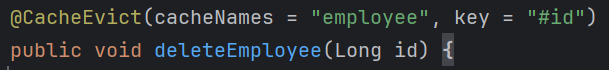 @CacheEvict(cacheNames = "employee", key = "#id")
public void deleteEmployee(Long id) {